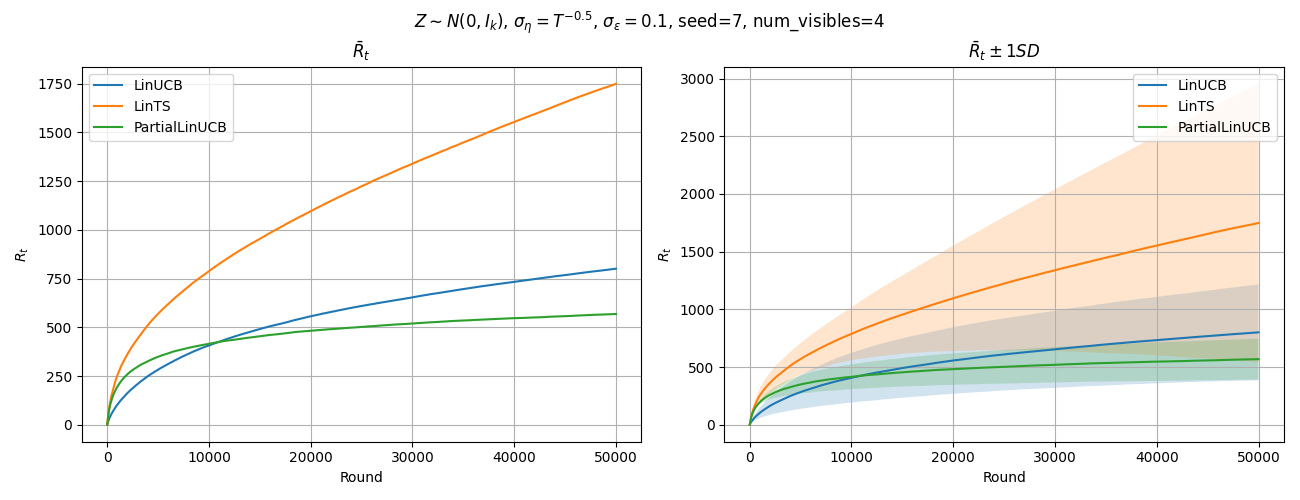 Z ∼ N(0, I_k), σ_η = T^{−0.5}, σ_ε = 0.1, seed=7, num_visibles=4
R̄_t
R_t
1750
1500
1250
1000
750
500
250
0
LinUCB
LinTS
PartialLinUCB
0 10000 20000 30000 40000 50000
Round
R̄_t ± 1SD
R_t
3000
2500
2000
1500
1000
500
0
LinUCB
LinTS
PartialLinUCB
0 10000 20000 30000 40000 50000
Round